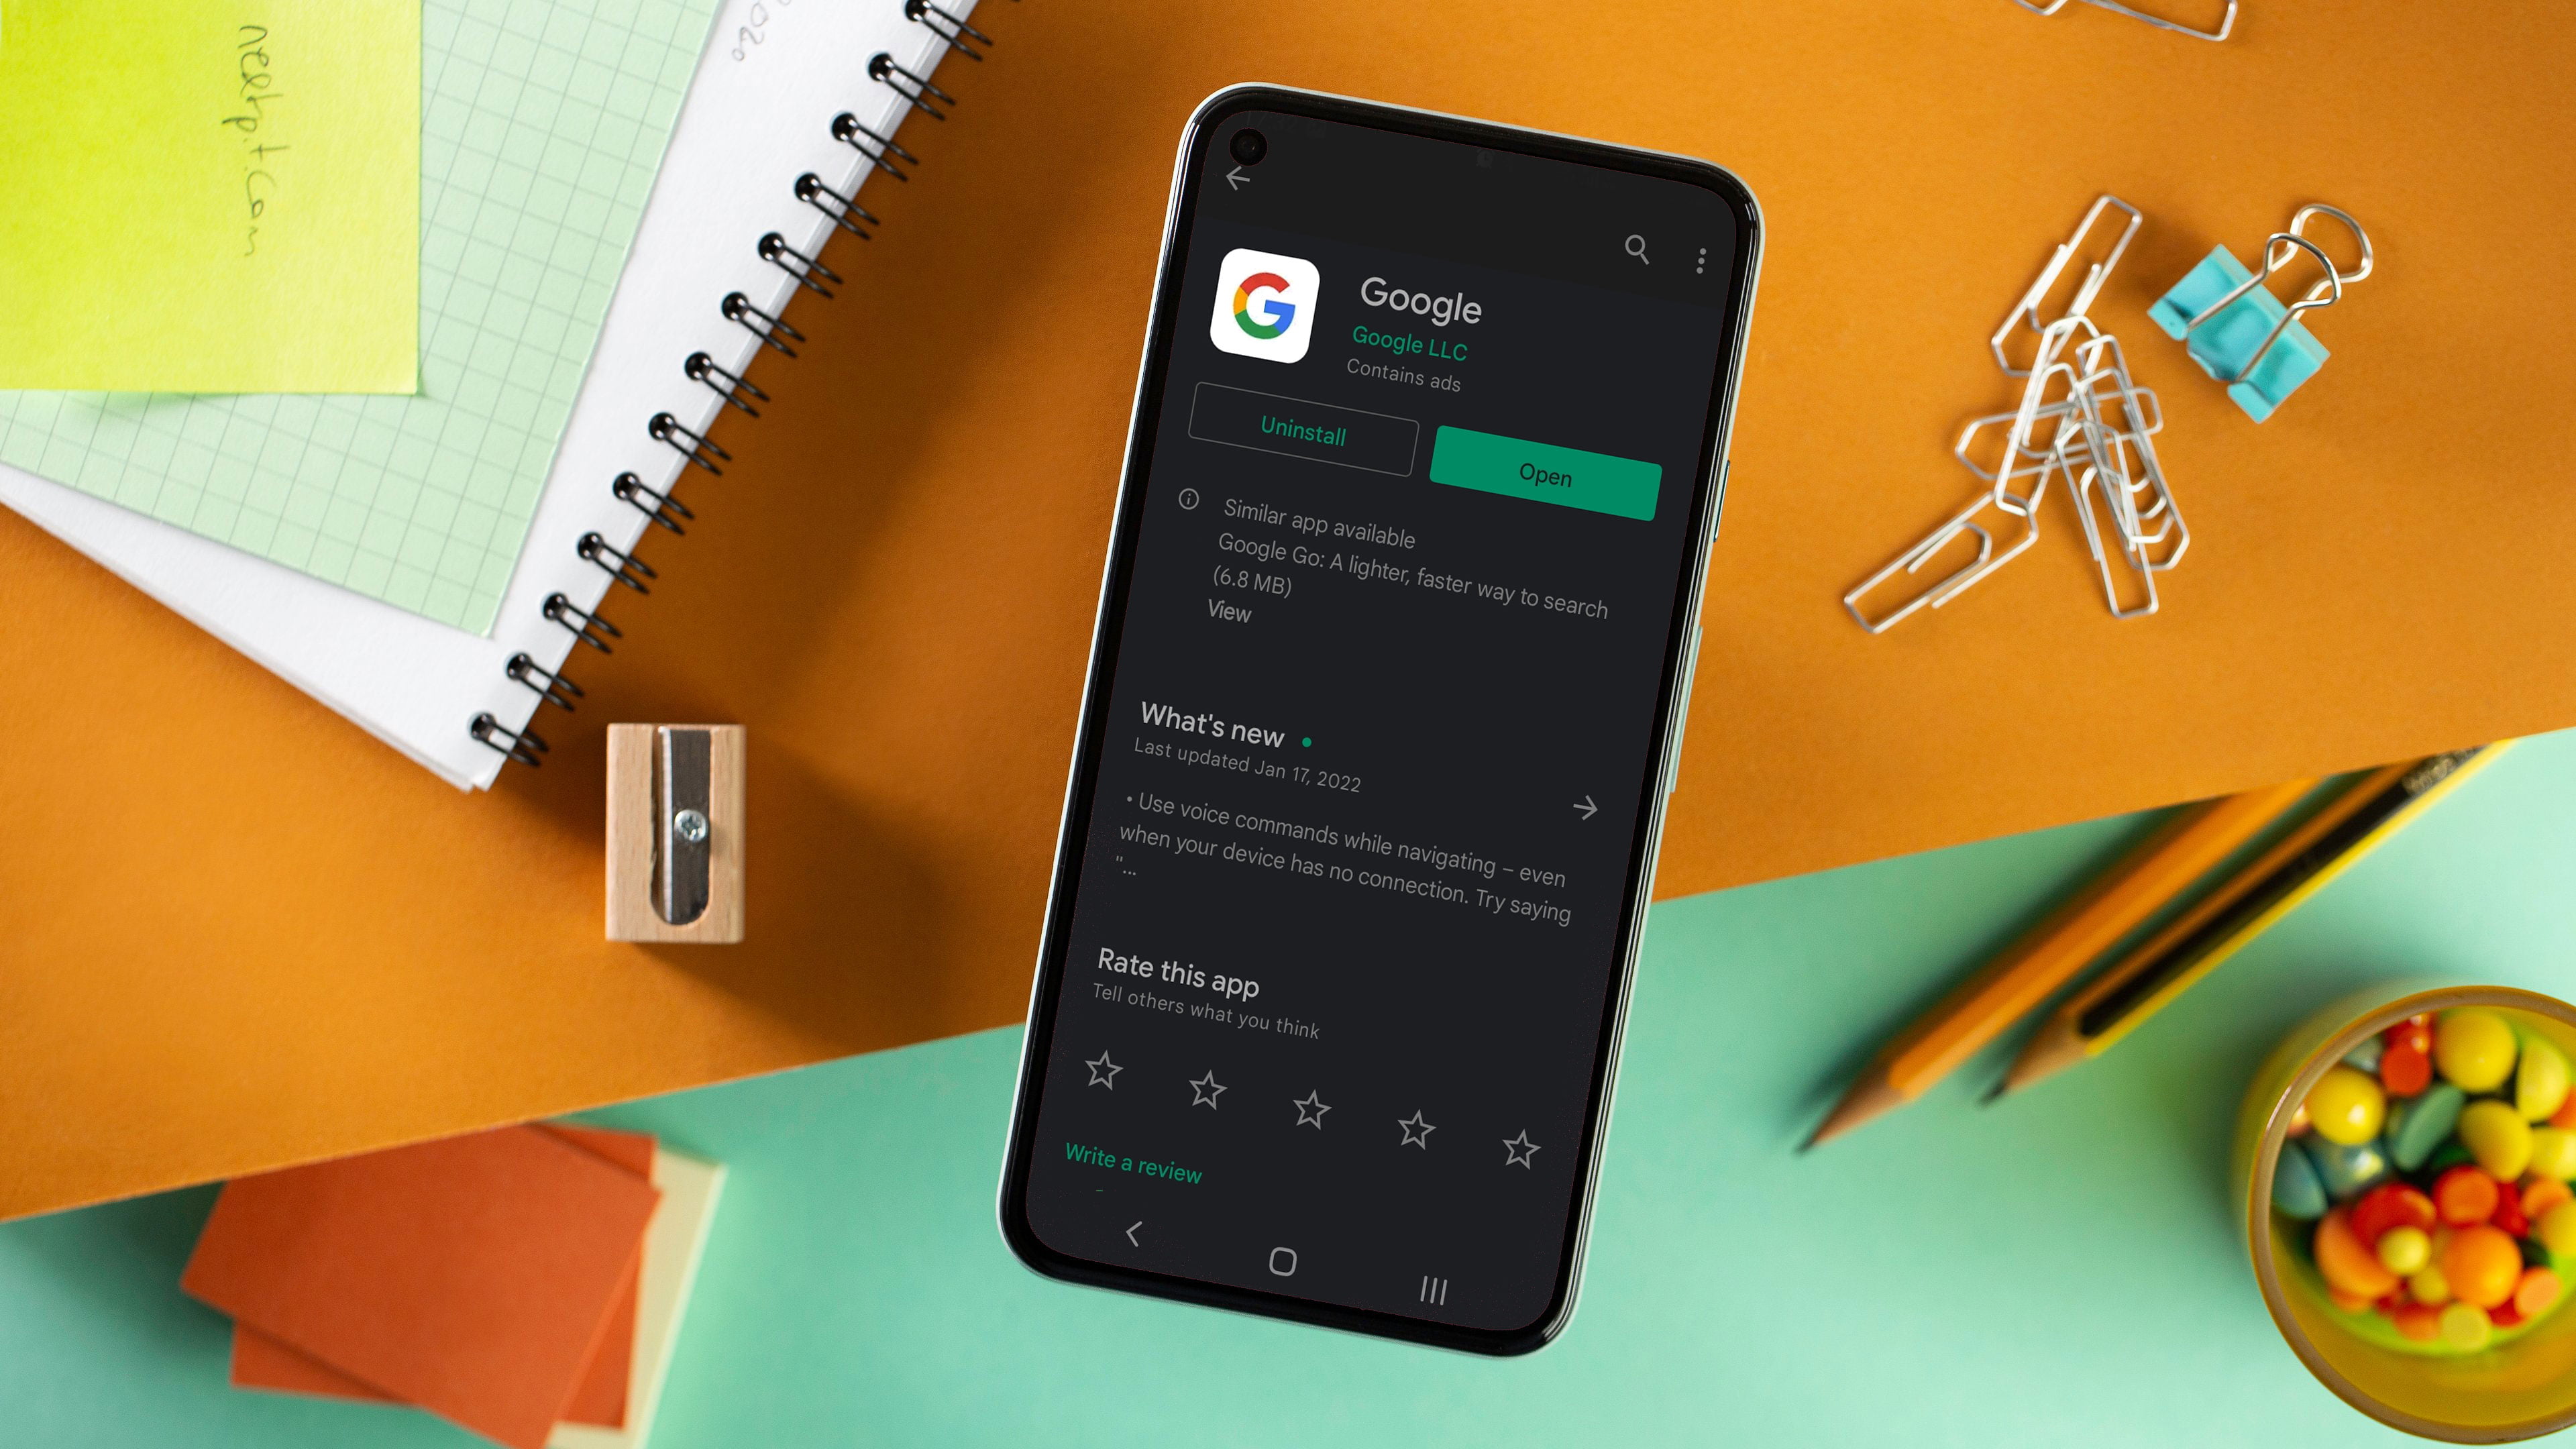 neelhp.t.com
2020
Google
Google LLC
Contains ads
Uninstall
Open
Similar app available
Google Go: A lighter, faster way to search
(6.8 MB)
View
What's new
Last updated Jan 17, 2022
• Use voice commands while navigating – even
when your device has no connection. Try saying
"...
Rate this app
Tell others what you think
Write a review